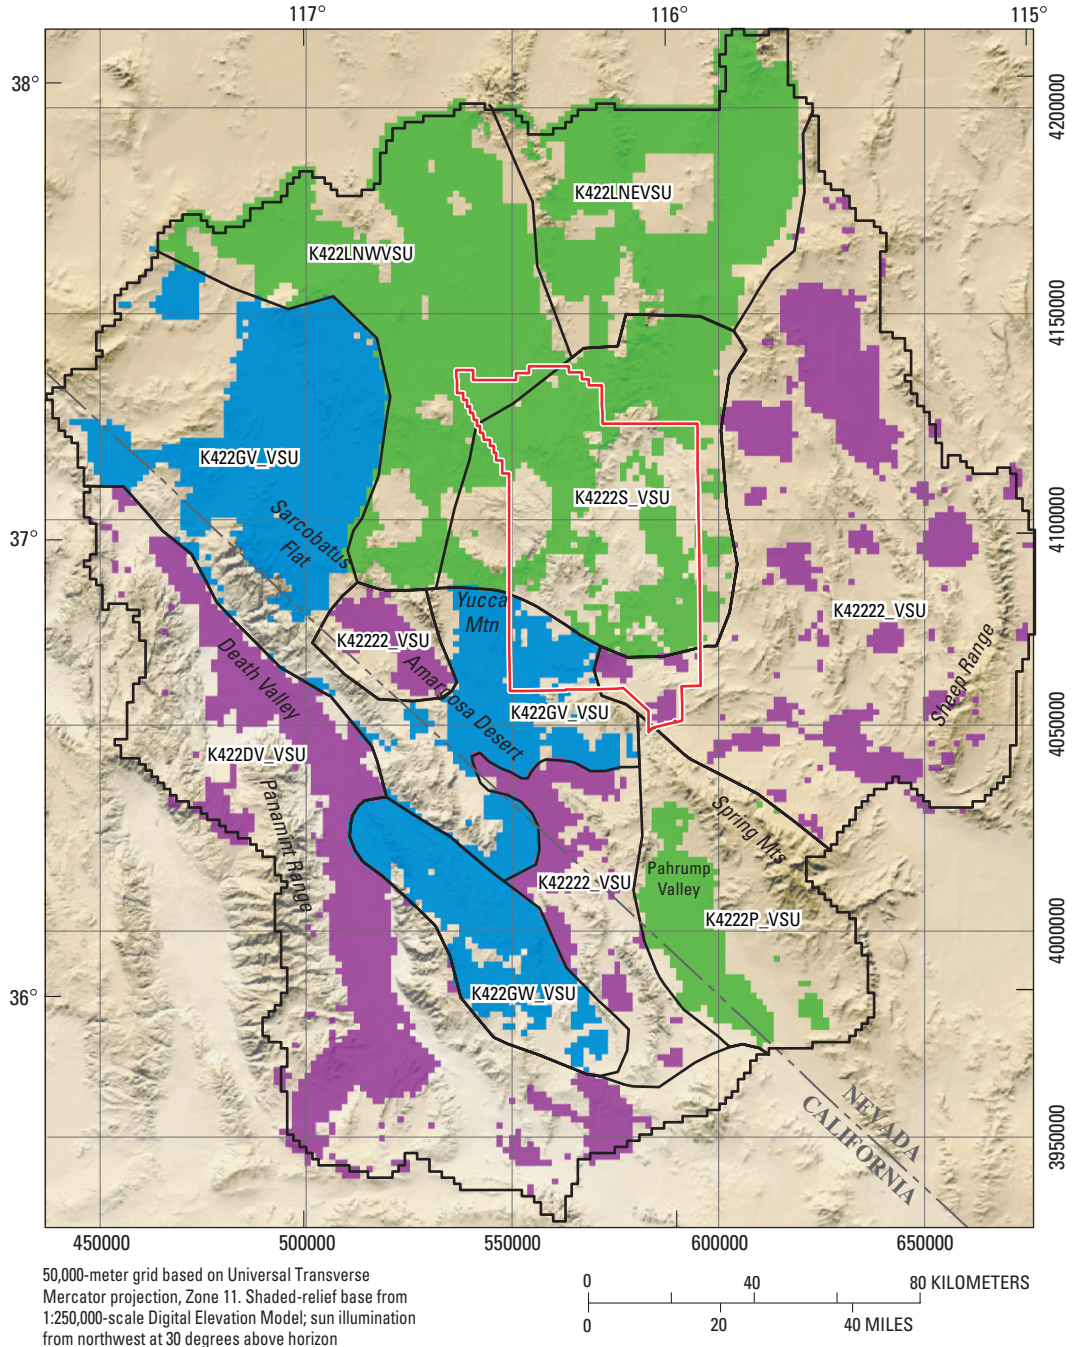 117°
116°
115°
38°
4200000
K422LNEVSU
K422LNWVSU
4150000
K422GV_VSU
K4222S_VSU
Sarcobatus
Flat
37°
4100000
Yucca
Mtn
K42222_VSU
K42222_VSU
Death Valley
Amargosa Desert
Sheep Range
K422GV_VSU
4050000
K422DV_VSU
Panamint Range
Spring Mts
Pahrump
Valley
K42222_VSU
K4222P_VSU
4000000
36°
K422GW_VSU
NEVADA
CALIFORNIA
3950000
450000
500000
550000
600000
650000
50,000-meter grid based on Universal Transverse
Mercator projection, Zone 11. Shaded-relief base from
1:250,000-scale Digital Elevation Model; sun illumination
from northwest at 30 degrees above horizon
0
40
80 KILOMETERS
0
20
40 MILES